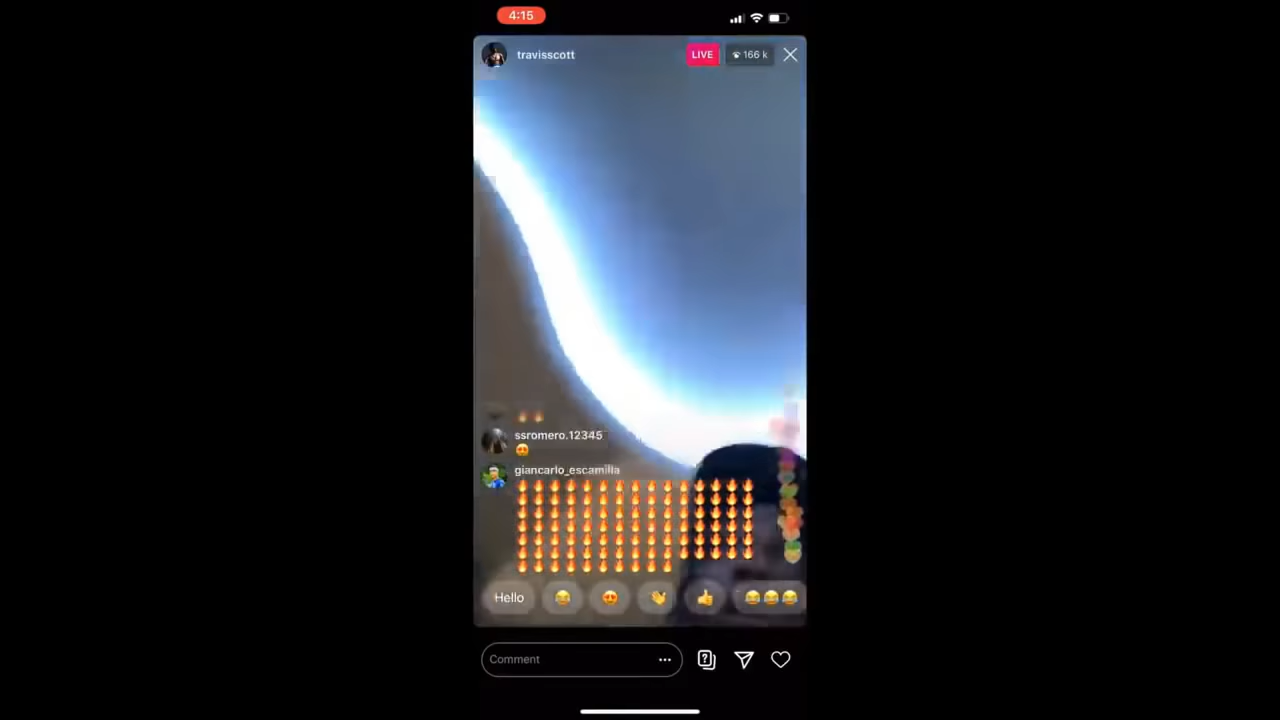 4:15
travisscott
LIVE
166 k
ssromero.12345
giancarlo_escamilla
Hello
Comment